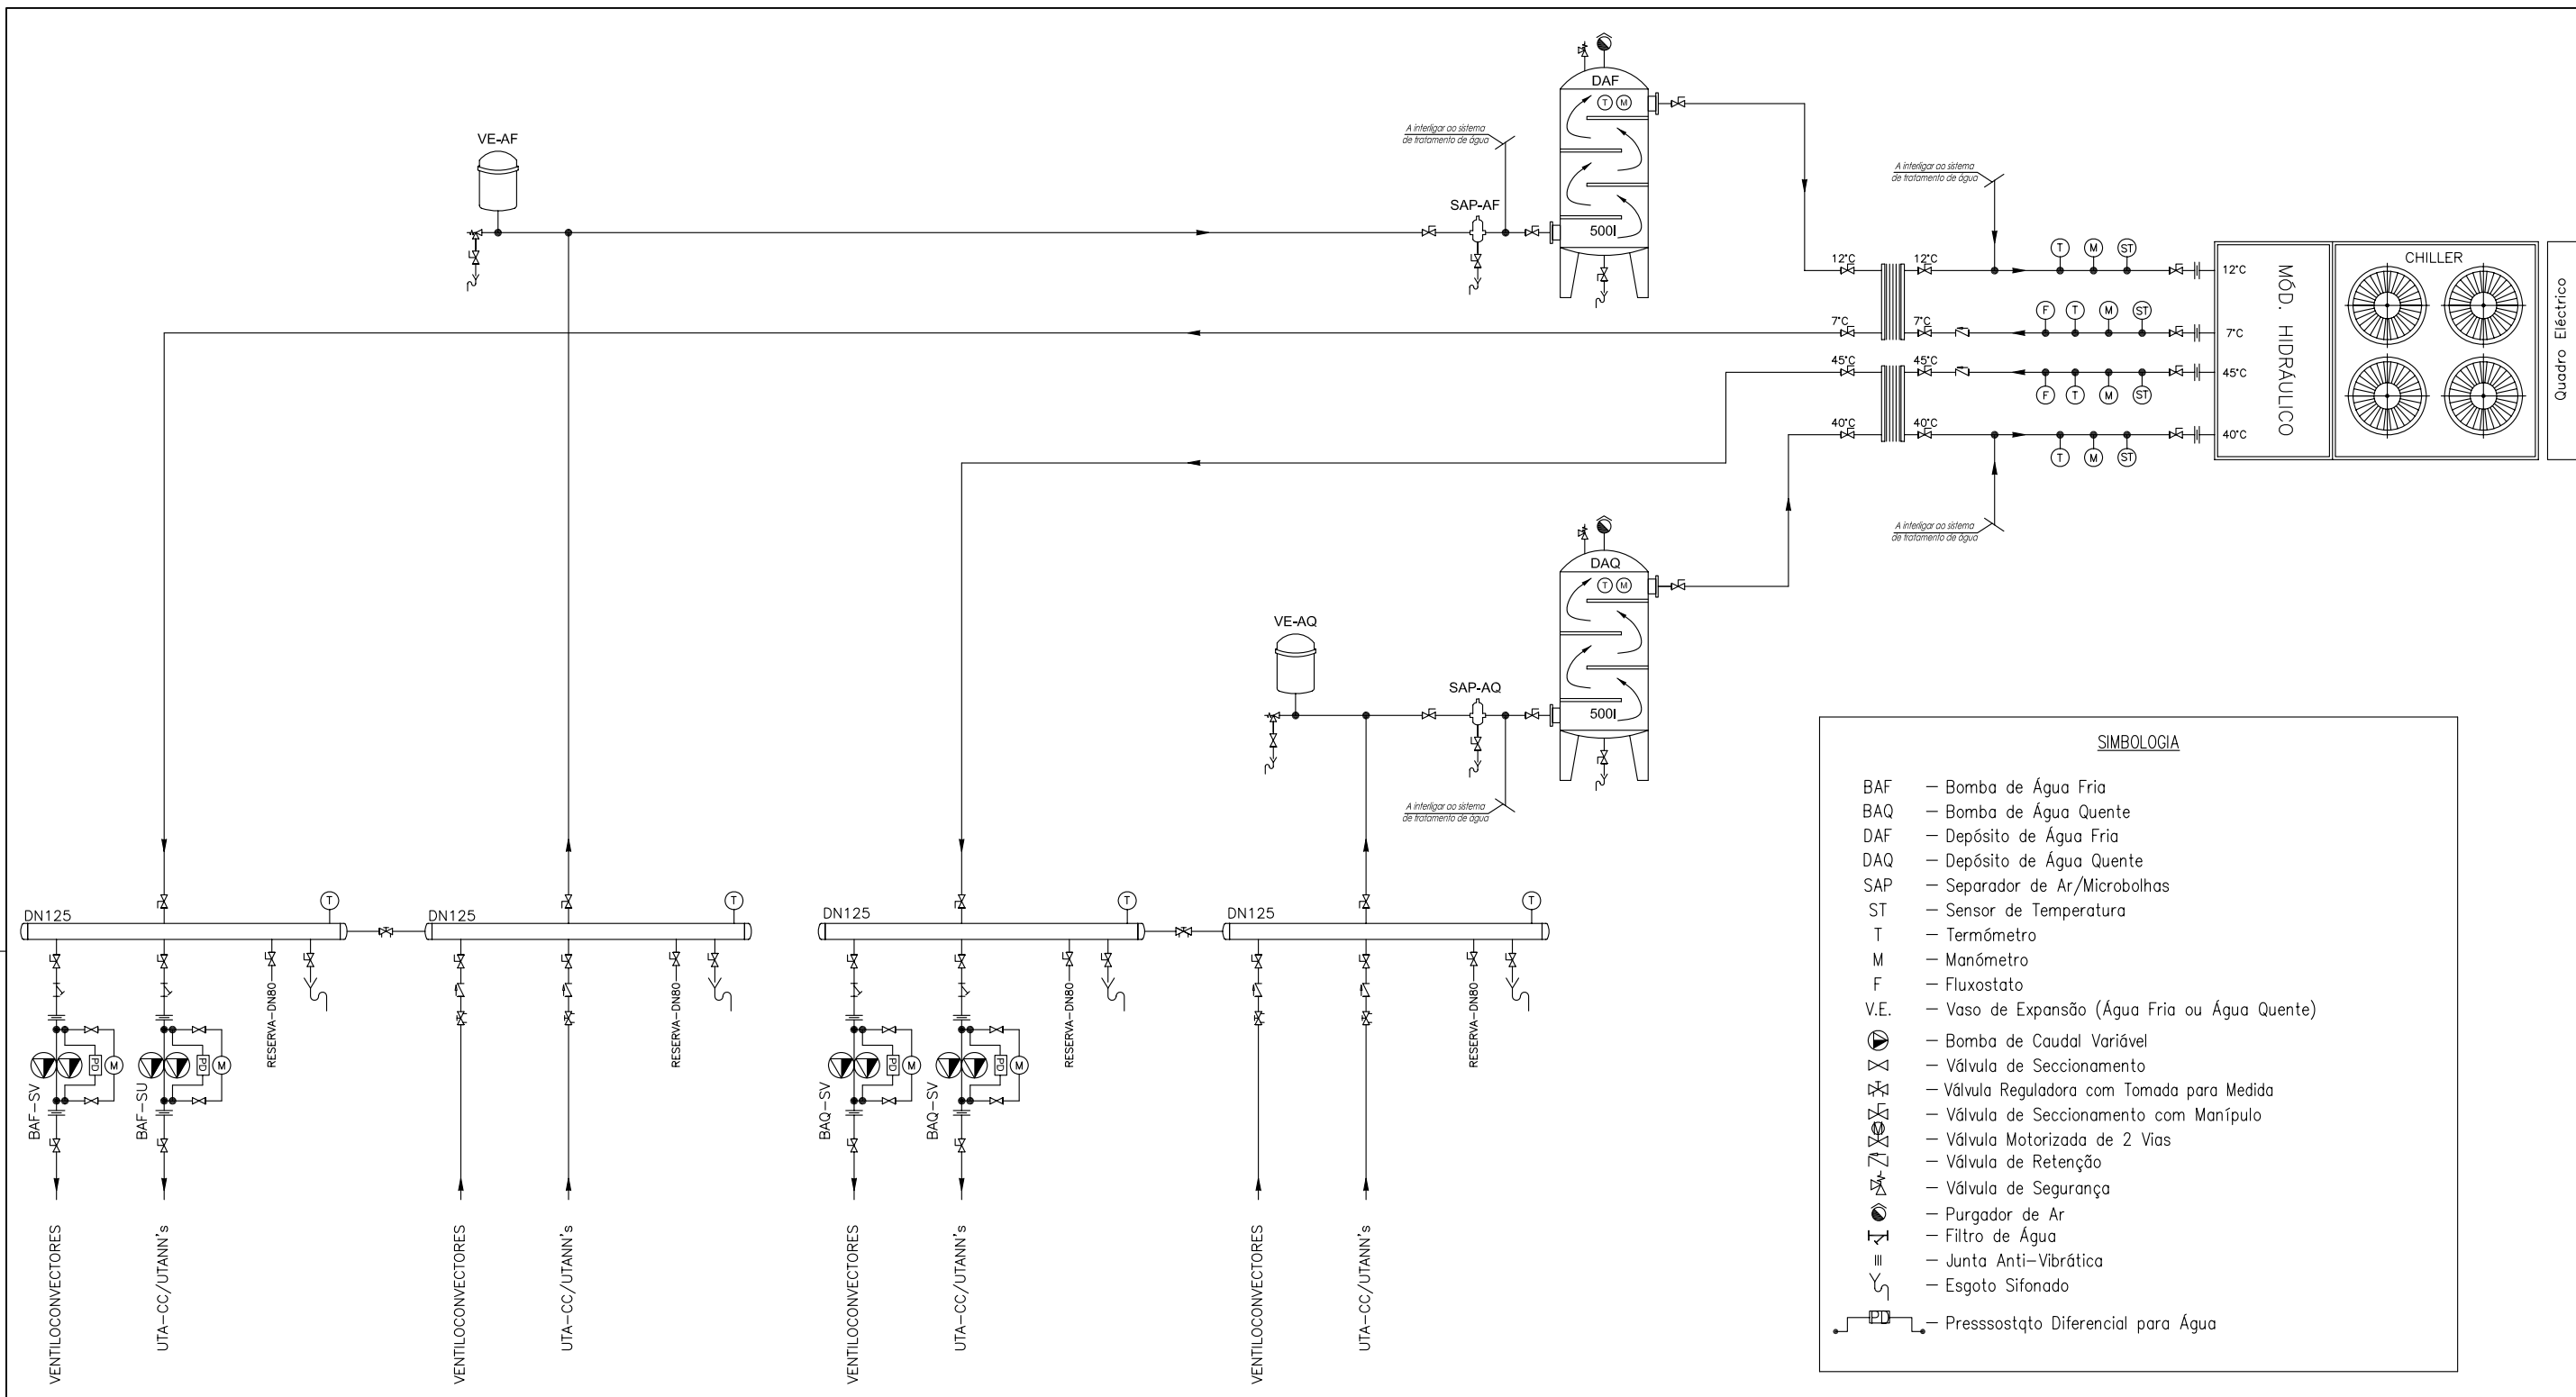 DAF
T M
500l
VE-AF
A interligar ao sistema
de tratamento de água
SAP-AF
A interligar ao sistema
de tratamento de água
12°C
12°C
T
M
ST
12°C
7°C
7°C
F
T
M
ST
7°C
45°C
45°C
F
T
M
ST
45°C
40°C
40°C
T
M
ST
40°C
MÓD. HIDRÁULICO
CHILLER
Quadro Eléctrico
A interligar ao sistema
de tratamento de água
DAQ
T M
500l
VE-AQ
SAP-AQ
A interligar ao sistema
de tratamento de água
DN125
T
DN125
T
DN125
T
DN125
T
RESERVA-DN80
RESERVA-DN80
RESERVA-DN80
RESERVA-DN80
PD
M
PD
M
PD
M
PD
M
BAF-SV
BAF-SU
BAQ-SV
BAQ-SV
VENTILOCONVECTORES
UTA-CC/UTANN's
VENTILOCONVECTORES
UTA-CC/UTANN's
VENTILOCONVECTORES
UTA-CC/UTANN's
VENTILOCONVECTORES
UTA-CC/UTANN's
SIMBOLOGIA
BAF – Bomba de Água Fria
BAQ – Bomba de Água Quente
DAF – Depósito de Água Fria
DAQ – Depósito de Água Quente
SAP – Separador de Ar/Microbolhas
ST – Sensor de Temperatura
T – Termómetro
M – Manómetro
F – Fluxostato
V.E. – Vaso de Expansão (Água Fria ou Água Quente)
– Bomba de Caudal Variável
– Válvula de Seccionamento
– Válvula Reguladora com Tomada para Medida
– Válvula de Seccionamento com Manípulo
M – Válvula Motorizada de 2 Vias
– Válvula de Retenção
– Válvula de Segurança
– Purgador de Ar
– Filtro de Água
– Junta Anti-Vibrática
– Esgoto Sifonado
PD – Presssostqto Diferencial para Água